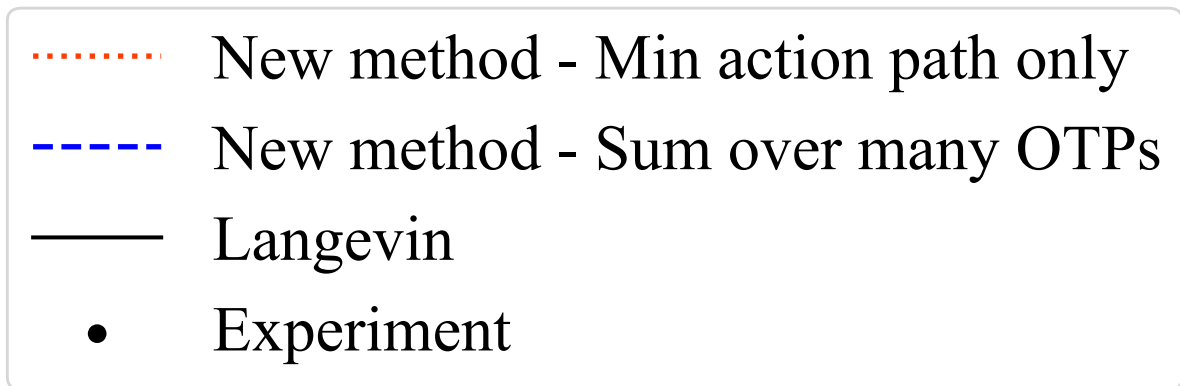 New method - Min action path only
New method - Sum over many OTPs
Langevin
Experiment